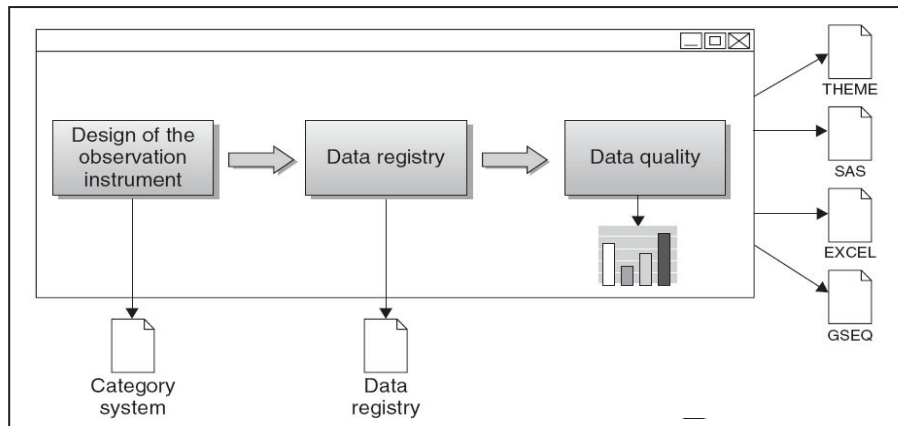 Design of the
observation
instrument
Data registry
Data quality
THEME
SAS
EXCEL
GSEQ
Category
system
Data
registry